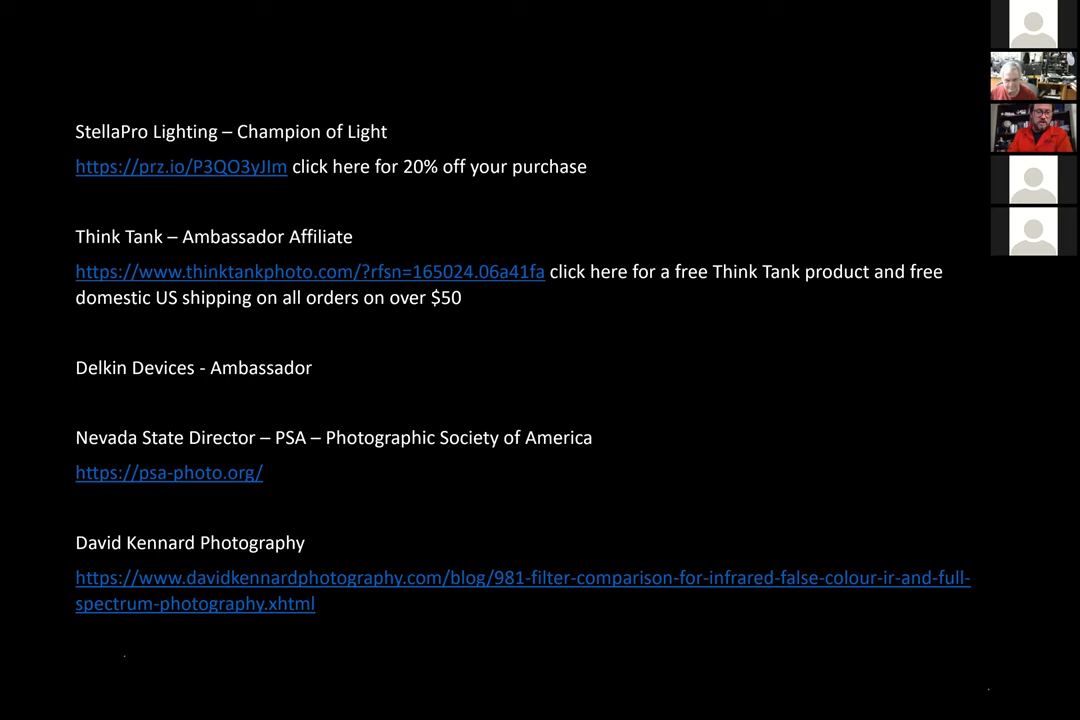 StellaPro Lighting – Champion of Light
https://prz.io/P3QO3yJIm click here for 20% off your purchase
Think Tank – Ambassador Affiliate
https://www.thinktankphoto.com/?rfsn=165024.06a41fa click here for a free Think Tank product and free
domestic US shipping on all orders on over $50
Delkin Devices - Ambassador
Nevada State Director – PSA – Photographic Society of America
https://psa-photo.org/
David Kennard Photography
https://www.davidkennardphotography.com/blog/981-filter-comparison-for-infrared-false-colour-ir-and-full-
spectrum-photography.xhtml